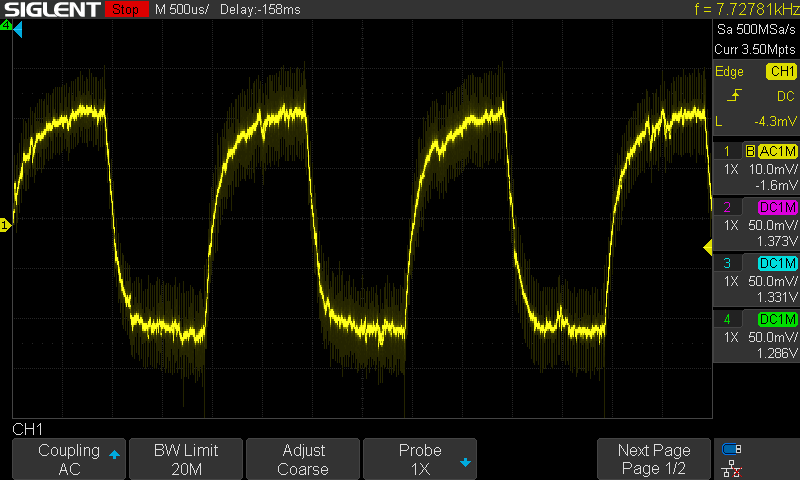 SIGLENT Stop M 500us/ Delay:-158ms f = 7.72781kHz
Sa 500MSa/s
Curr 3.50Mpts
4
Edge CH1
DC
L -4.3mV
1 B AC1M
1X 10.0mV/
-1.6mV
2 DC1M
1X 50.0mV/
1.373V
1
3 DC1M
1X 50.0mV/
1.331V
4 DC1M
1X 50.0mV/
1.286V
CH1
Coupling BW Limit Adjust Probe Next Page
AC 20M Coarse 1X Page 1/2